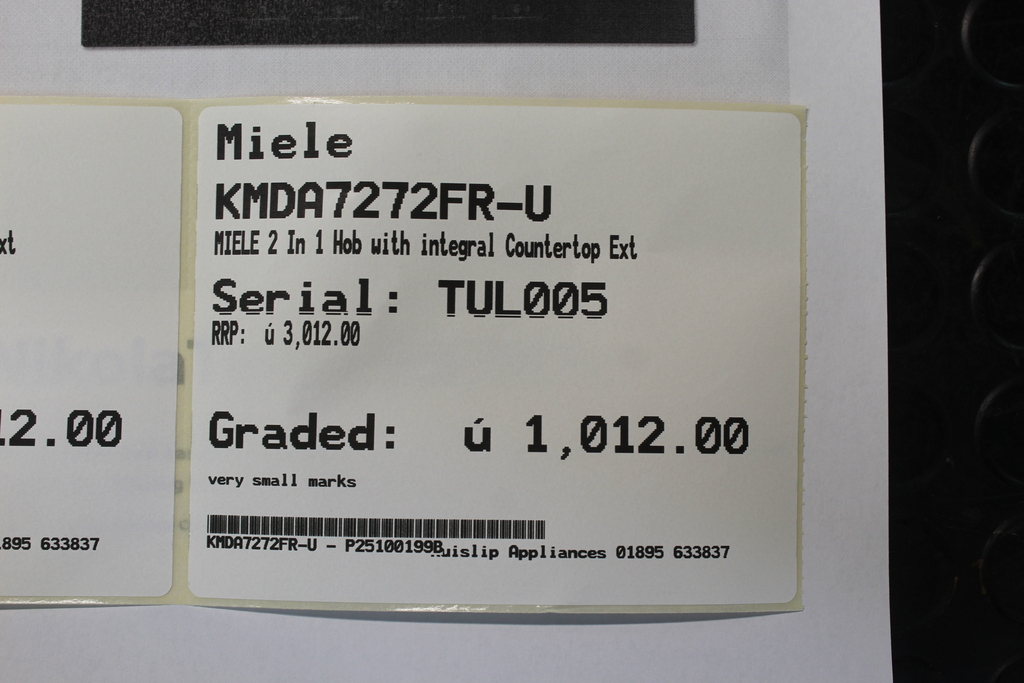 Miele
KMDA7272FR-U
MIELE 2 In 1 Hob with integral Countertop Ext
Serial: TUL005
RRP: ú 3,012.00
Graded: ú 1,012.00
very small marks
KMDA7272FR-U - P25100199B
uislip Appliances 01895 633837
xt
12.00
895 633837